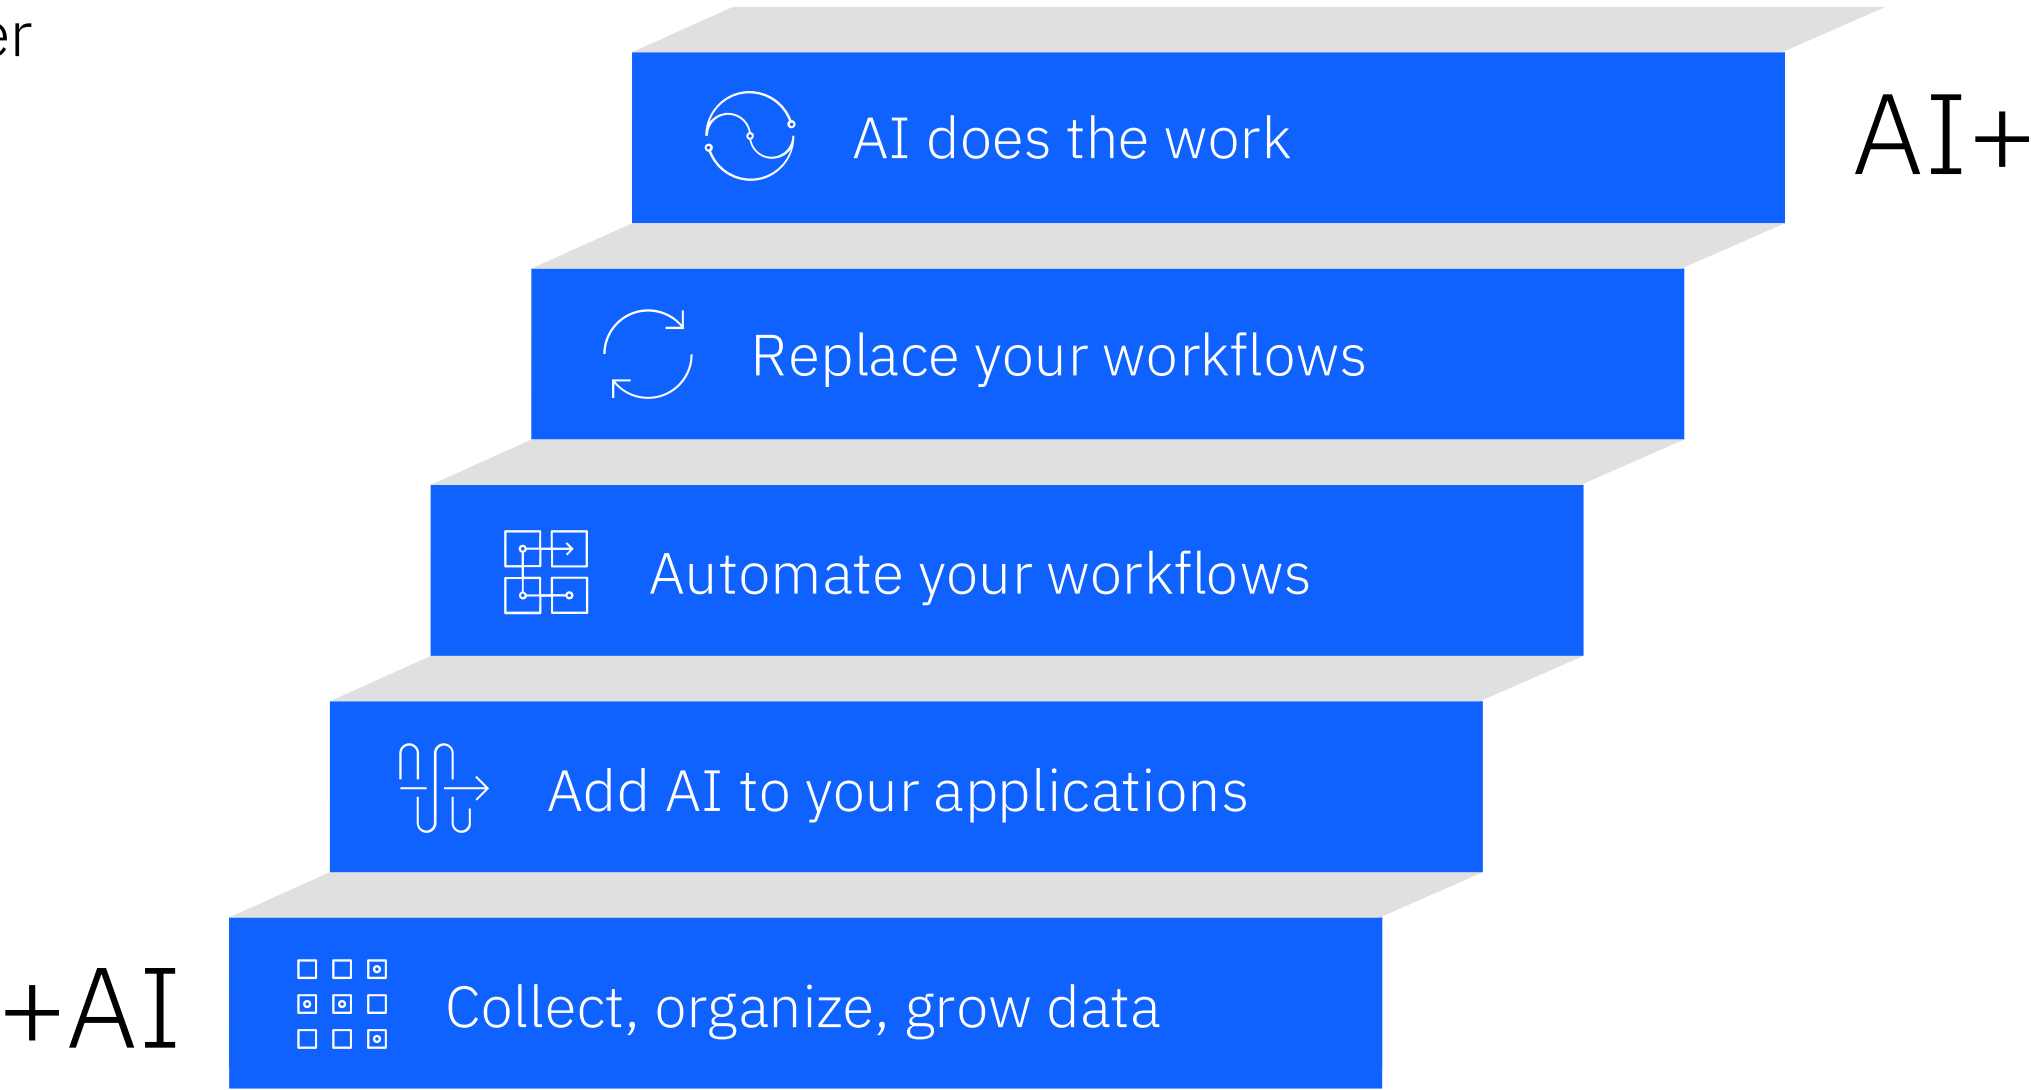 er
AI does the work
AI+
Replace your workflows
Automate your workflows
Add AI to your applications
+AI
Collect, organize, grow data